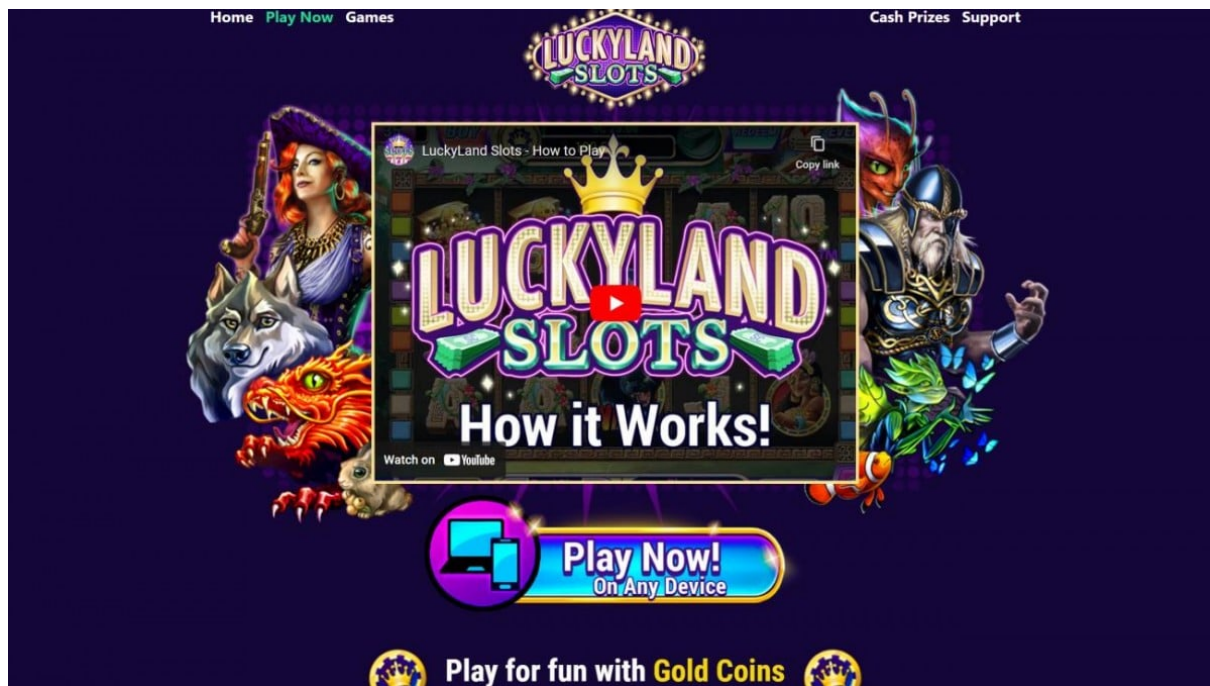 Home Play Now Games
Cash Prizes Support
LUCKYLAND
SLOTS
LuckyLand Slots - How to Play
Copy link
LUCKYLAND
SLOTS
How it Works!
Watch on YouTube
Play Now!
On Any Device
Play for fun with Gold Coins